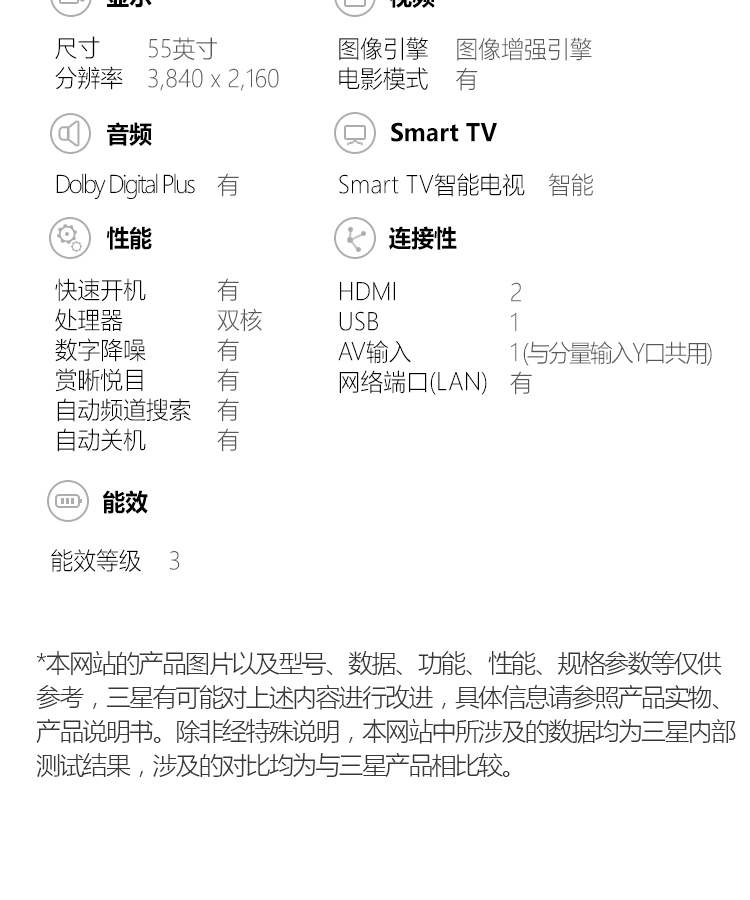 显示
视频
尺寸 55英寸
分辨率 3,840 x 2,160
图像引擎 图像增强引擎
电影模式 有
音频
Dolby Digital Plus 有
Smart TV
Smart TV智能电视 智能
性能
快速开机 有
处理器 双核
数字降噪 有
赏晰悦目 有
自动频道搜索 有
自动关机 有
连接性
HDMI 2
USB 1
AV输入 1(与分量输入Y口共用)
网络端口(LAN) 有
能效
能效等级 3
*本网站的产品图片以及型号、数据、功能、性能、规格参数等仅供
参考，三星有可能对上述内容进行改进，具体信息请参照产品实物、
产品说明书。除非经特殊说明，本网站中所涉及的数据均为三星内部
测试结果，涉及的对比均为与三星产品相比较。